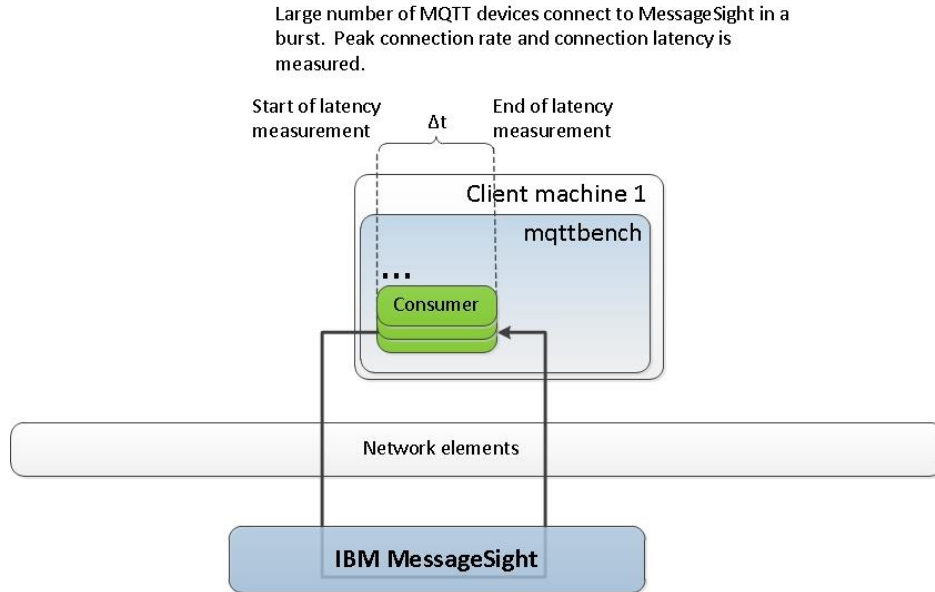 Large number of MQTT devices connect to MessageSight in a
burst.  Peak connection rate and connection latency is
measured.
Start of latency
measurement
Δt
End of latency
measurement
Client machine 1
mqttbench
...
Consumer
Network elements
IBM MessageSight